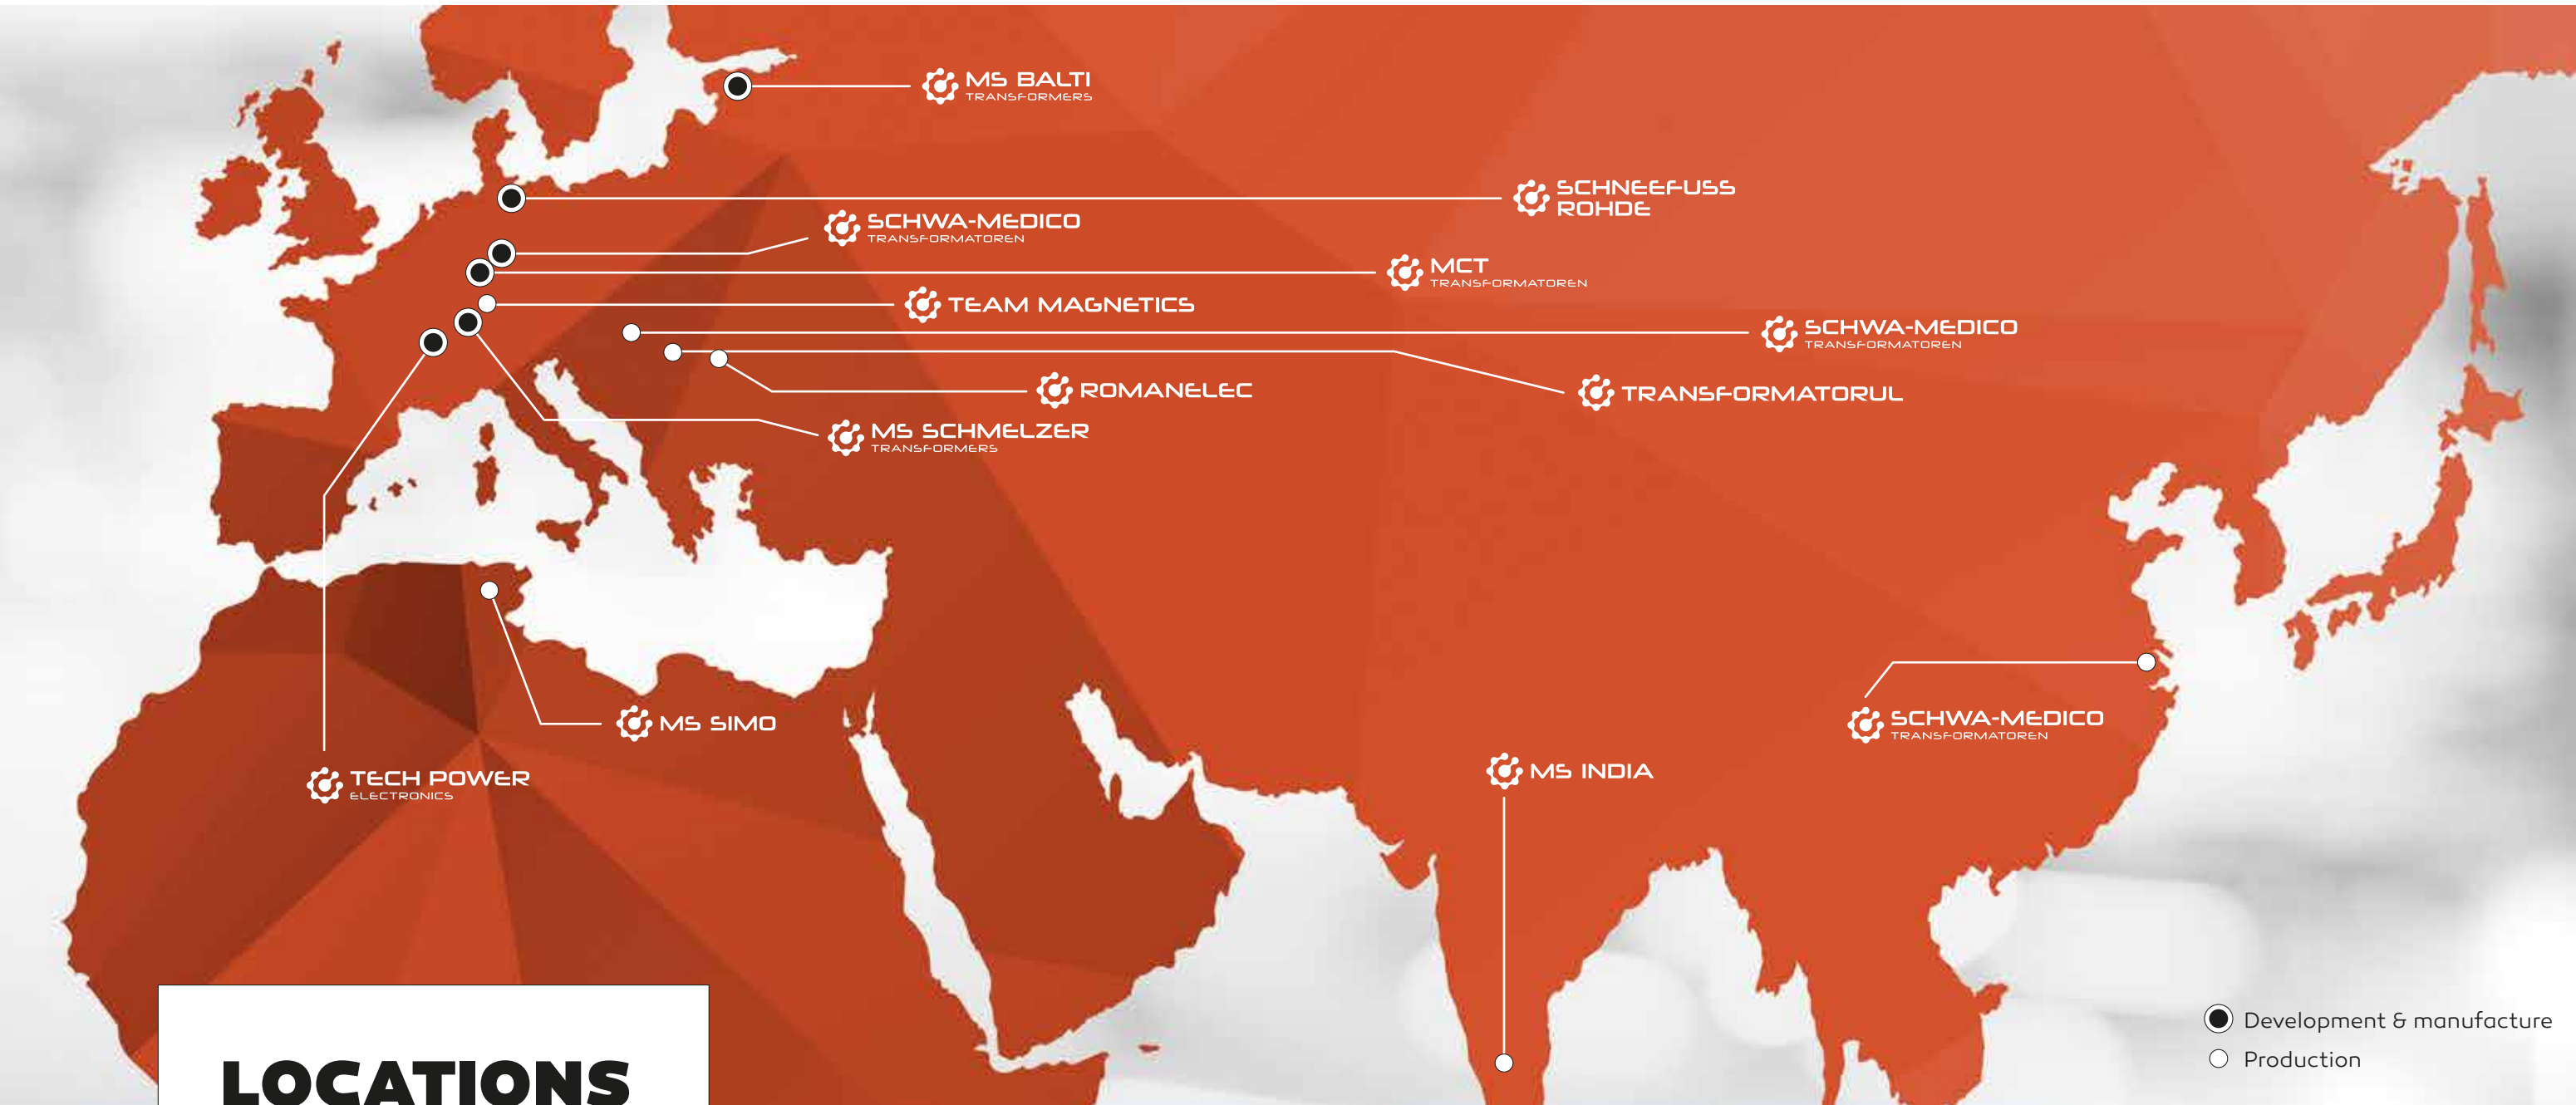 MS BALTI
TRANSFORMERS
SCHNEEFUSS
ROHDE
SCHWA-MEDICO
TRANSFORMATOREN
MCT
TRANSFORMATOREN
TEAM MAGNETICS
SCHWA-MEDICO
TRANSFORMATOREN
ROMANELEC
TRANSFORMATORUL
MS SCHMELZER
TRANSFORMERS
MS SIMO
SCHWA-MEDICO
TRANSFORMATOREN
TECH POWER
ELECTRONICS
MS INDIA
Development & manufacture
Production
LOCATIONS